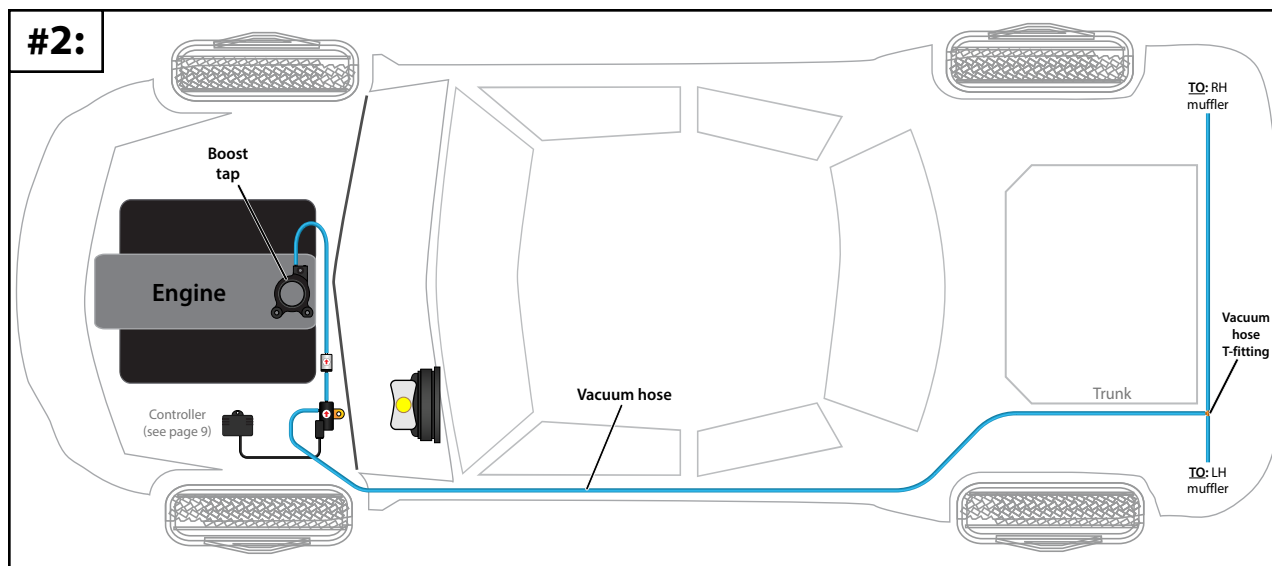 #2:
TO: RH
muffler
Boost
tap
Engine
Vacuum
hose
T-fitting
Vacuum hose
Trunk
Controller
(see page 9)
TO: LH
muffler